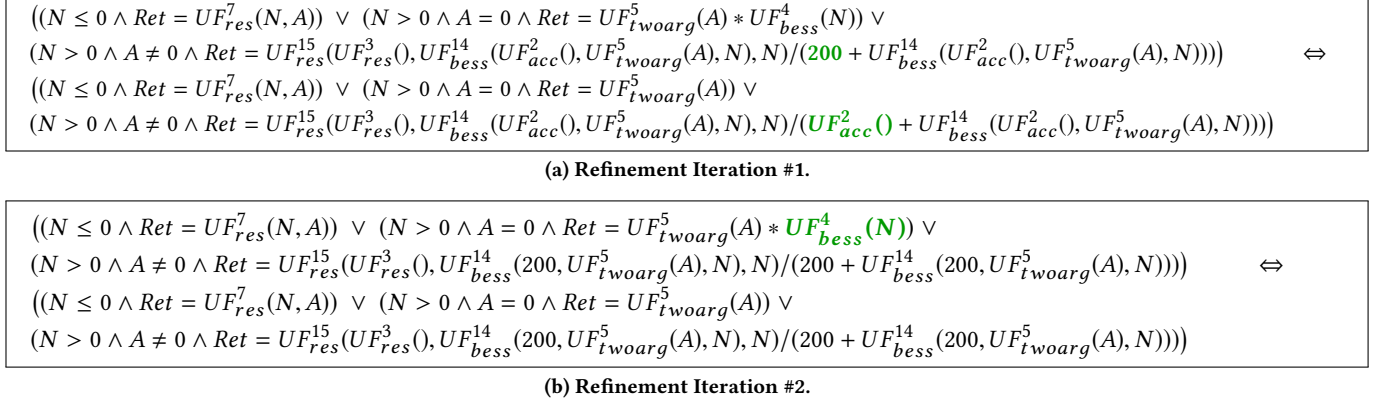 ((N ≤ 0 ∧ Ret = UF^7_res(N, A)) ∨ (N > 0 ∧ A = 0 ∧ Ret = UF^5_twoarg(A) ∗ UF^4_bess(N)) ∨
(N > 0 ∧ A ≠ 0 ∧ Ret = UF^15_res(UF^3_res(), UF^14_bess(UF^2_acc(), UF^5_twoarg(A), N), N)/(200 + UF^14_bess(UF^2_acc(), UF^5_twoarg(A), N)))) ⇔
((N ≤ 0 ∧ Ret = UF^7_res(N, A)) ∨ (N > 0 ∧ A = 0 ∧ Ret = UF^5_twoarg(A)) ∨
(N > 0 ∧ A ≠ 0 ∧ Ret = UF^15_res(UF^3_res(), UF^14_bess(UF^2_acc(), UF^5_twoarg(A), N), N)/(UF^2_acc() + UF^14_bess(UF^2_acc(), UF^5_twoarg(A), N))))
(a) Refinement Iteration #1.
((N ≤ 0 ∧ Ret = UF^7_res(N, A)) ∨ (N > 0 ∧ A = 0 ∧ Ret = UF^5_twoarg(A) ∗ UF^4_bess(N)) ∨
(N > 0 ∧ A ≠ 0 ∧ Ret = UF^15_res(UF^3_res(), UF^14_bess(200, UF^5_twoarg(A), N), N)/(200 + UF^14_bess(200, UF^5_twoarg(A), N)))) ⇔
((N ≤ 0 ∧ Ret = UF^7_res(N, A)) ∨ (N > 0 ∧ A = 0 ∧ Ret = UF^5_twoarg(A)) ∨
(N > 0 ∧ A ≠ 0 ∧ Ret = UF^15_res(UF^3_res(), UF^14_bess(200, UF^5_twoarg(A), N), N)/(200 + UF^14_bess(200, UF^5_twoarg(A), N))))
(b) Refinement Iteration #2.